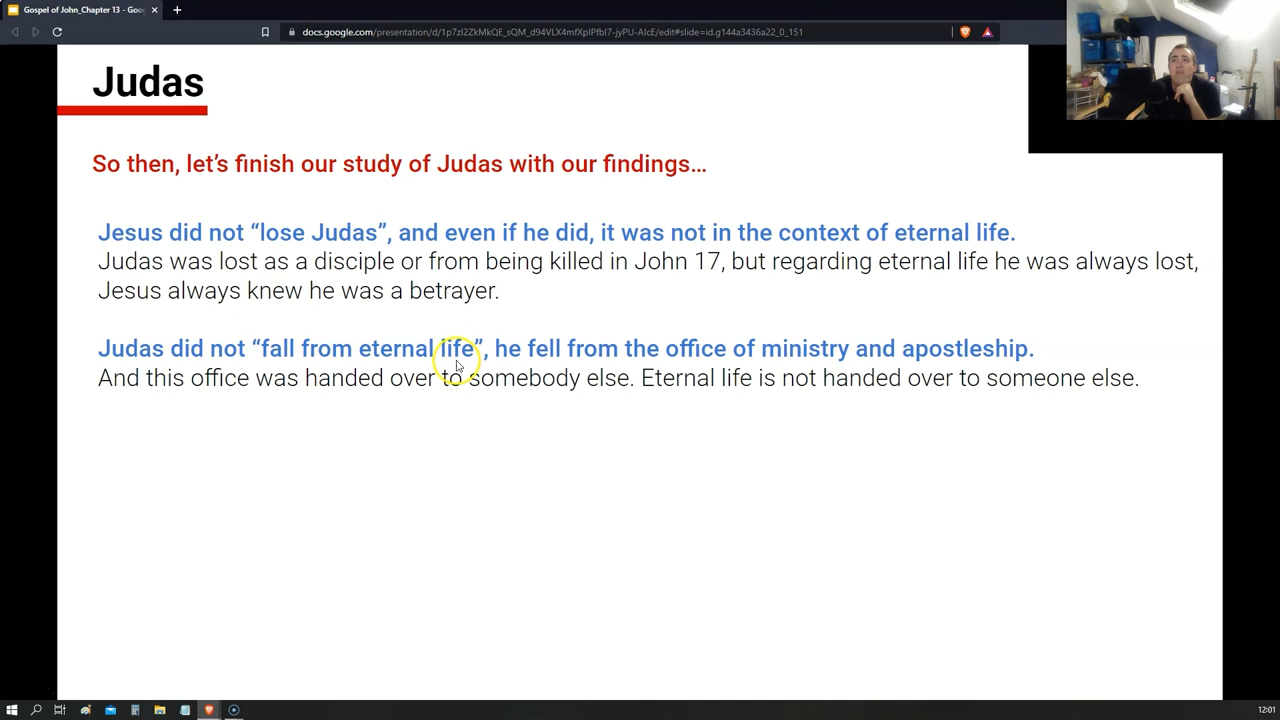 Gospel of John_Chapter 13 - Goo
docs.google.com/presentation/d/1p7zl2ZkMkQE_sQM_d94VLX4mfXpIPfbI7-jyPU-AIcE/edit#slide=id.g144a3436a22_0_151
Judas
So then, let’s finish our study of Judas with our findings…
Jesus did not “lose Judas”, and even if he did, it was not in the context of eternal life.
Judas was lost as a disciple or from being killed in John 17, but regarding eternal life he was always lost,
Jesus always knew he was a betrayer.
Judas did not “fall from eternal life”, he fell from the office of ministry and apostleship.
And this office was handed over to somebody else. Eternal life is not handed over to someone else.
12:01